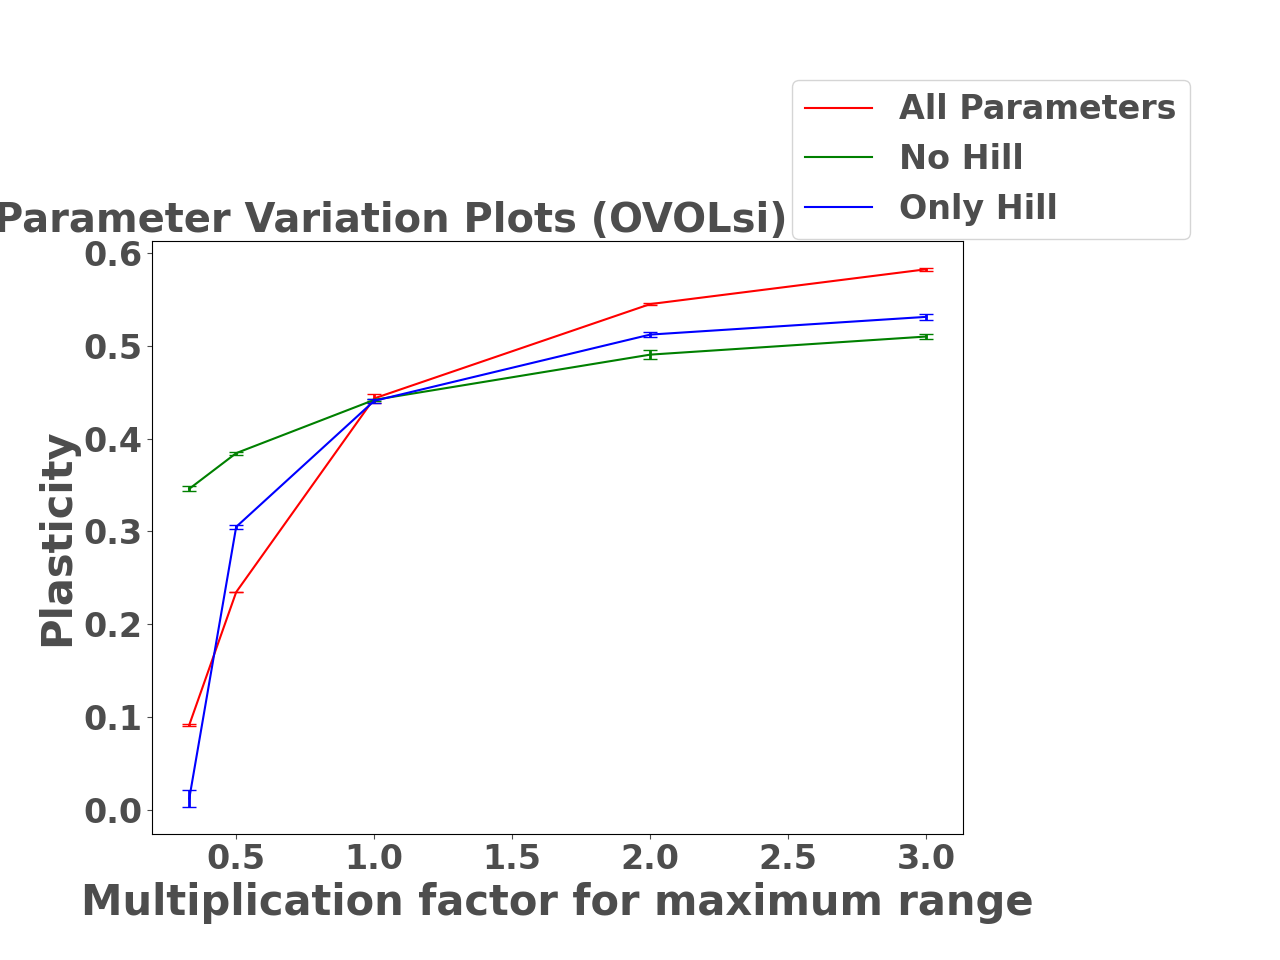 All Parameters
No Hill
Only Hill
Parameter Variation Plots (OVOLsi)
Plasticity
0.6
0.5
0.4
0.3
0.2
0.1
0.0
0.5 1.0 1.5 2.0 2.5 3.0
Multiplication factor for maximum range